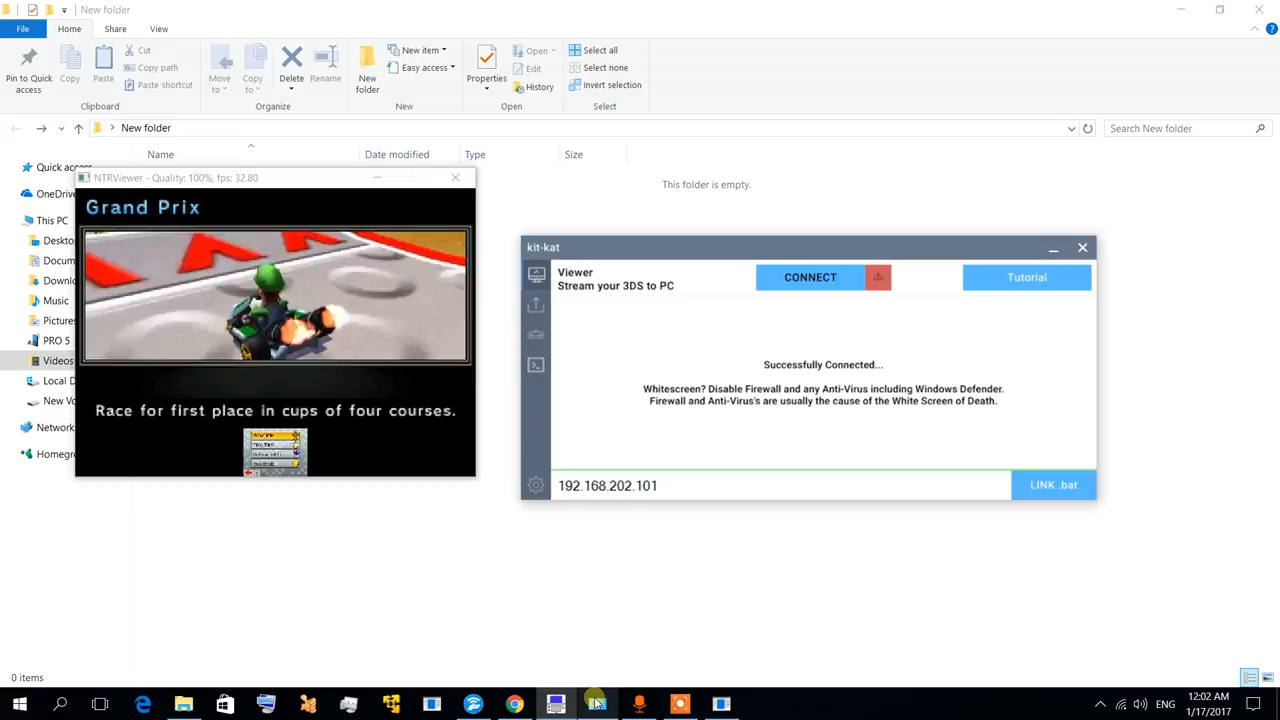 New folder
File
Home
Share
View
Pin to Quick access
Copy
Paste
Cut
Copy path
Paste shortcut
Clipboard
Move to
Copy to
Delete
Rename
Organize
New folder
New item
Easy access
New
Properties
Open
Edit
History
Open
Select all
Select none
Invert selection
Select
New folder
Search New folder
Name
Date modified
Type
Size
This folder is empty.
Quick access
OneDrive
This PC
Music
Pictures
PRO 5
Videos
Local D
New Vo
Network
Homegro
NTRViewer - Quality: 100%, fps: 32.80
Grand Prix
Race for first place in cups of four courses.
kit-kat
Viewer
Stream your 3DS to PC
CONNECT
Tutorial
Successfully Connected...
Whitescreen? Disable Firewall and any Anti-Virus including Windows Defender.
Firewall and Anti-Virus's are usually the cause of the White Screen of Death.
192.168.202.101
LINK .bat
0 items
ENG
12:02 AM
1/17/2017